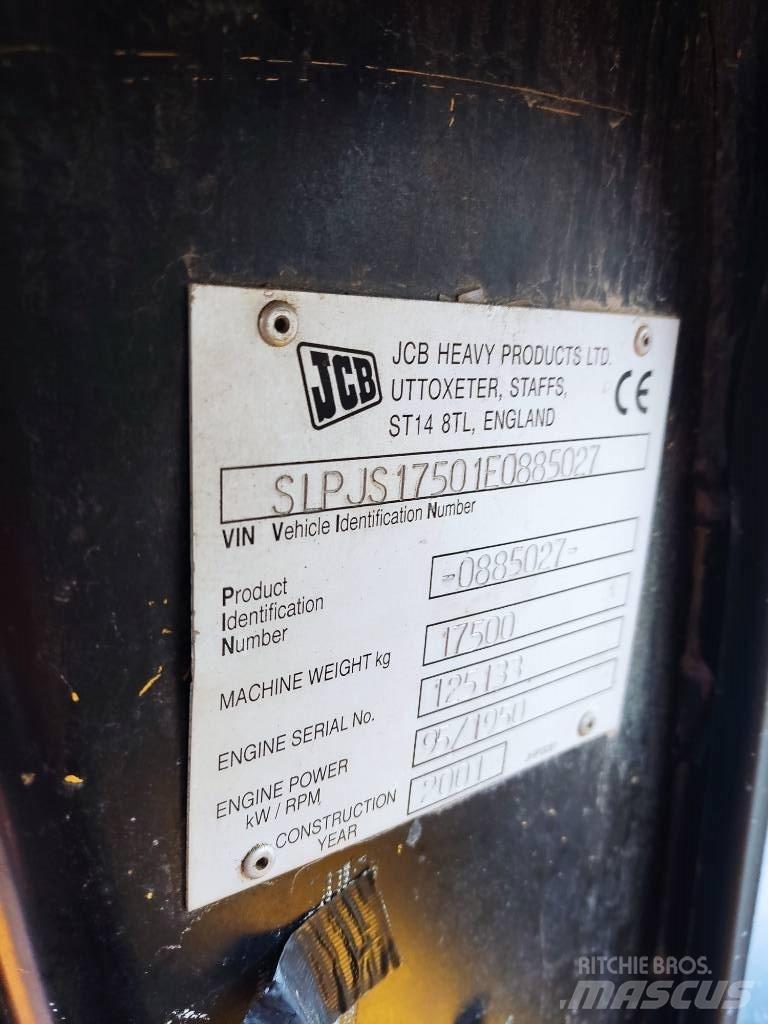 JCB
JCB HEAVY PRODUCTS LTD.
UTTOXETER, STAFFS,
ST14 8TL, ENGLAND
CE
SLPJS17501E0885027
VIN Vehicle Identification Number
Product
Identification
Number
-0885027-
MACHINE WEIGHT kg
17500
ENGINE SERIAL No.
125133
ENGINE POWER
kW / RPM
95/1950
CONSTRUCTION
YEAR
2001
RITCHIE BROS.
MASCUS